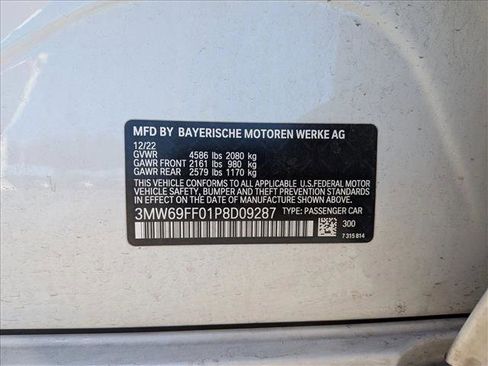 MFD BY BAYERISCHE MOTOREN WERKE AG
12/22
GVWR 4586 lbs 2080 kg
GAWR FRONT 2161 lbs 980 kg
GAWR REAR 2579 lbs 1170 kg
THIS VEHICLE CONFORMS TO ALL APPLICABLE U.S. FEDERAL MOTOR
VEHICLE SAFETY, BUMPER, AND THEFT PREVENTION STANDARDS
IN EFFECT ON THE DATE OF MANUFACTURE SHOWN ABOVE.
3MW69FF01P8D09287 TYPE: PASSENGER CAR
300
7 315 814